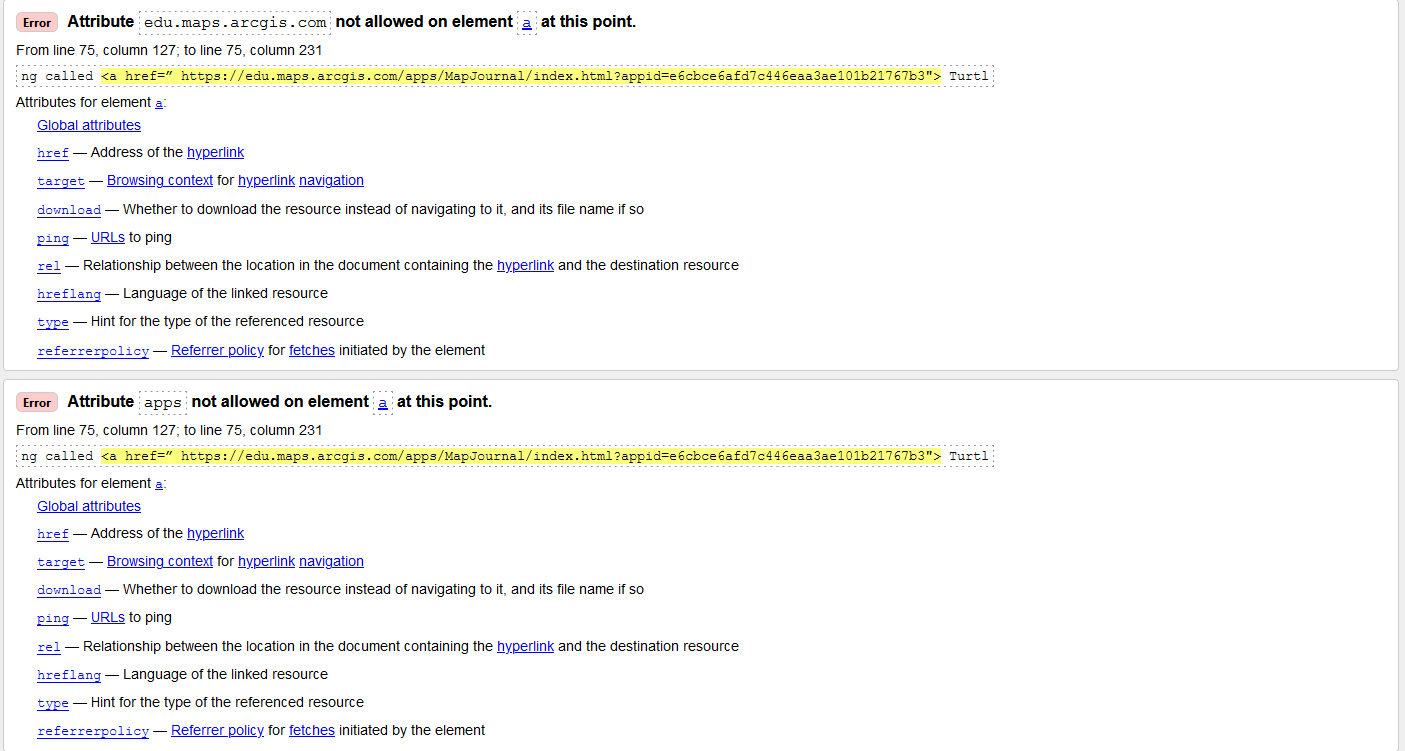 Error Attribute edu.maps.arcgis.com not allowed on element a at this point.
From line 75, column 127; to line 75, column 231
ng called <a href=” https://edu.maps.arcgis.com/apps/MapJournal/index.html?appid=e6cbce6afd7c446eaa3ae101b21767b3"> Turtl
Attributes for element a:
Global attributes
href — Address of the hyperlink
target — Browsing context for hyperlink navigation
download — Whether to download the resource instead of navigating to it, and its file name if so
ping — URLs to ping
rel — Relationship between the location in the document containing the hyperlink and the destination resource
hreflang — Language of the linked resource
type — Hint for the type of the referenced resource
referrerpolicy — Referrer policy for fetches initiated by the element
Error Attribute apps not allowed on element a at this point.
From line 75, column 127; to line 75, column 231
ng called <a href=” https://edu.maps.arcgis.com/apps/MapJournal/index.html?appid=e6cbce6afd7c446eaa3ae101b21767b3"> Turtl
Attributes for element a:
Global attributes
href — Address of the hyperlink
target — Browsing context for hyperlink navigation
download — Whether to download the resource instead of navigating to it, and its file name if so
ping — URLs to ping
rel — Relationship between the location in the document containing the hyperlink and the destination resource
hreflang — Language of the linked resource
type — Hint for the type of the referenced resource
referrerpolicy — Referrer policy for fetches initiated by the element